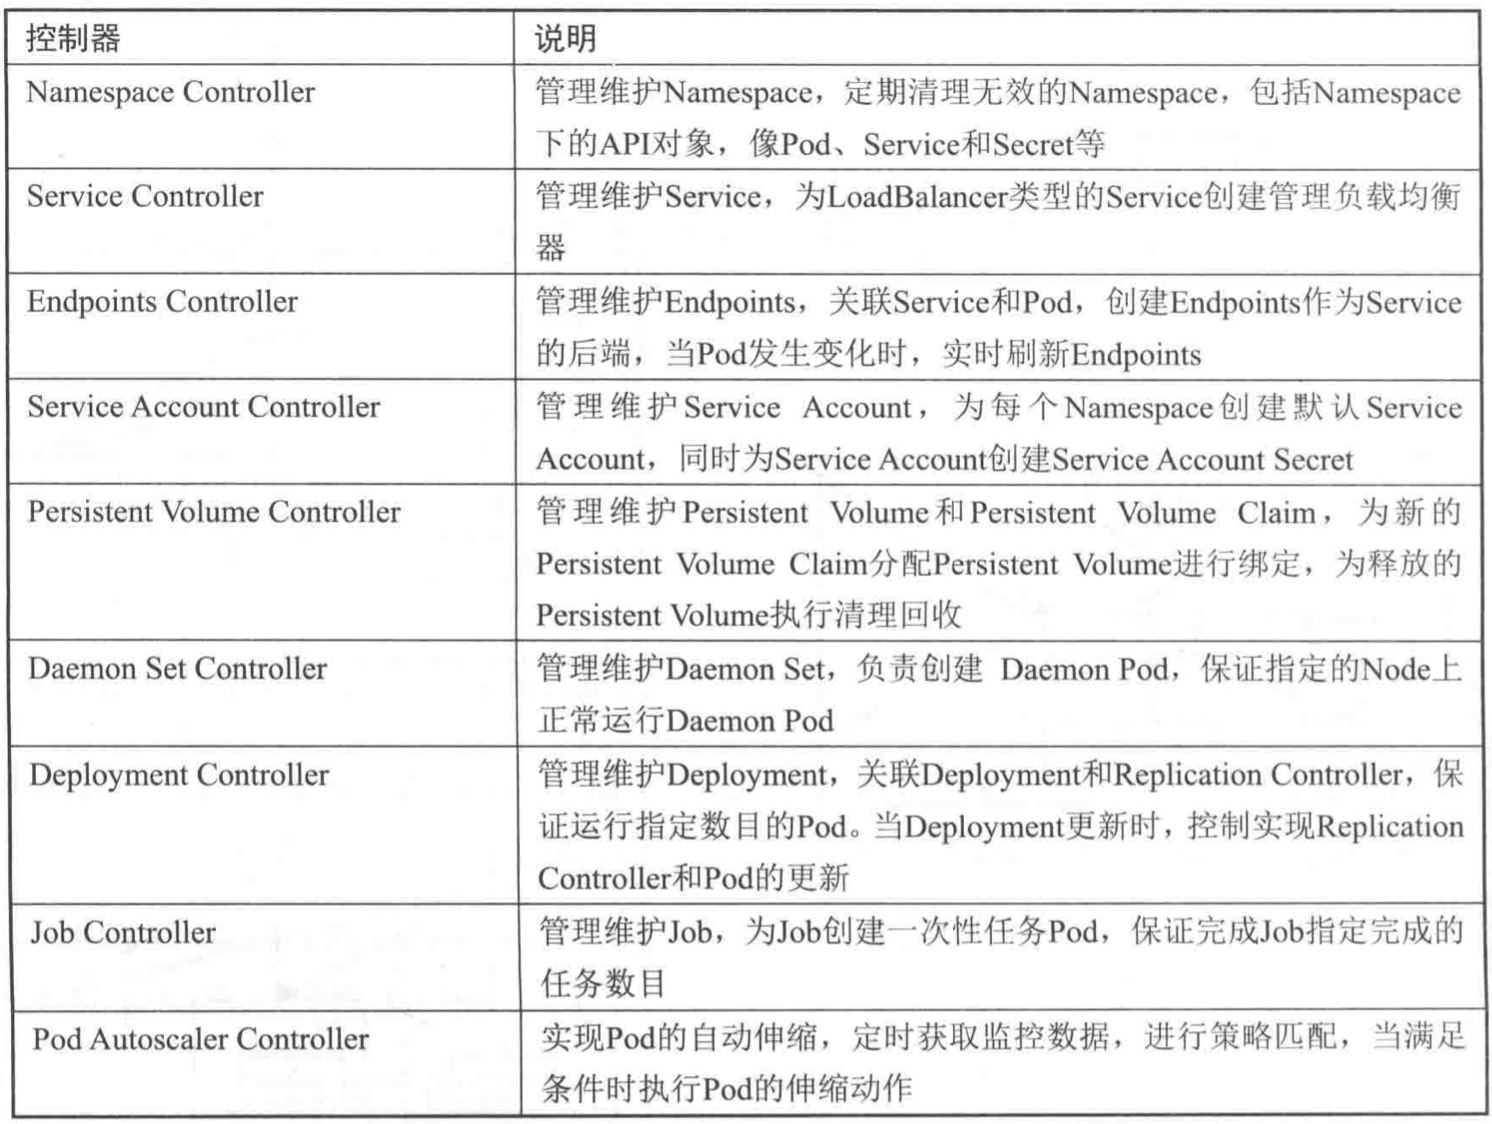 控制器 说明
Namespace Controller 管理维护Namespace，定期清理无效的Namespace，包括Namespace
下的API对象，像Pod、Service和Secret等
Service Controller 管理维护Service，为LoadBalancer类型的Service创建管理负载均衡
器
Endpoints Controller 管理维护Endpoints，关联Service和Pod，创建Endpoints作为Service
的后端，当Pod发生变化时，实时刷新Endpoints
Service Account Controller 管理维护Service Account，为每个Namespace创建默认Service
Account，同时为Service Account创建Service Account Secret
Persistent Volume Controller 管理维护Persistent Volume和Persistent Volume Claim，为新的
Persistent Volume Claim分配Persistent Volume进行绑定，为释放的
Persistent Volume执行清理回收
Daemon Set Controller 管理维护Daemon Set，负责创建 Daemon Pod，保证指定的Node上
正常运行Daemon Pod
Deployment Controller 管理维护Deployment，关联Deployment和Replication Controller，保
证运行指定数目的Pod。当Deployment更新时，控制实现Replication
Controller和Pod的更新
Job Controller 管理维护Job，为Job创建一次性任务Pod，保证完成Job指定完成的
任务数目
Pod Autoscaler Controller 实现Pod的自动伸缩，定时获取监控数据，进行策略匹配，当满足
条件时执行Pod的伸缩动作